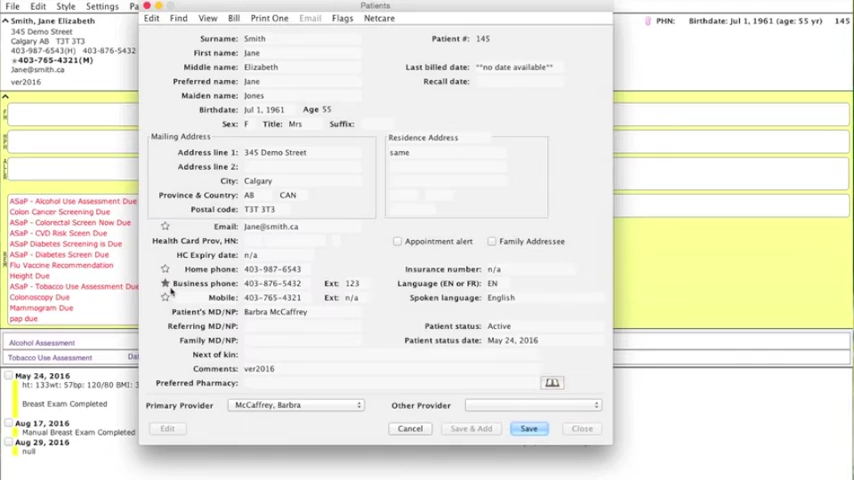 File Edit Style Settings Pa
Smith, Jane Elizabeth
345 Demo Street
Calgary AB T3T 3T3
403-987-6543(H) 403-876-5432
★403-765-4321(M)
Jane@smith.ca
ver2016
PHN: Birthdate: Jul 1, 1961 (age: 55 yr) 145
ASaP - Alcohol Use Assessment Due
Colon Cancer Screening Due
ASaP - Colorectal Screen Now Due
ASaP - CVD Risk Sceen Due
ASaP Diabetes Screening is Due
ASaP Diabetes Screen Due
Flu Vaccine Recommendation
Height Due
ASaP - Tobacco Use Assessment Due
Colonoscopy Due
Mammogram Due
pap due
Alcohol Assessment
Tobacco Use Assessment Da
May 24, 2016
ht: 133wt: 57bp: 120/80 BMI: 3
Breast Exam Completed
Aug 17, 2016
Manual Breast Exam Completed
Aug 29, 2016
null
Patients
Edit Find View Bill Print One Email Flags Netcare
Surname: Smith
Patient #: 145
First name: Jane
Middle name: Elizabeth
Last billed date: **no date available**
Preferred name: Jane
Recall date:
Maiden name: Jones
Birthdate: Jul 1, 1961 Age 55
Sex: F Title: Mrs Suffix:
Mailing Address
Residence Address
Address line 1: 345 Demo Street
same
Address line 2:
City: Calgary
Province & Country: AB CAN
Postal code: T3T 3T3
Email: Jane@smith.ca
Health Card Prov, HN:
Appointment alert Family Addressee
HC Expiry date: n/a
Home phone: 403-987-6543
Insurance number: n/a
Business phone: 403-876-5432 Ext: 123
Language (EN or FR): EN
Mobile: 403-765-4321 Ext: n/a
Spoken language: English
Patient's MD/NP: Barbra McCaffrey
Referring MD/NP:
Patient status: Active
Family MD/NP:
Patient status date: May 24, 2016
Next of kin:
Comments: ver2016
Preferred Pharmacy:
Primary Provider McCaffrey, Barbra Other Provider
Edit Cancel Save & Add Save Close